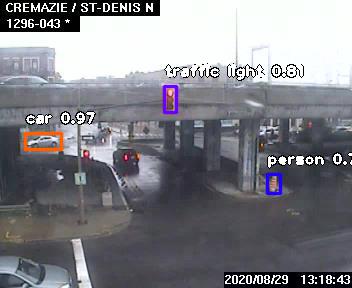 CREMAZIE / ST-DENIS N
1296-043 *
traffic light 0.81
car 0.97
person 0.7
2020/08/29 13:18:43